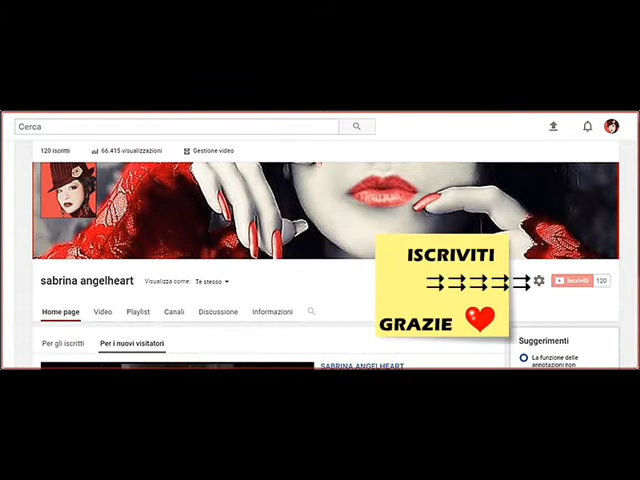 Cerca
120 iscritti
66.415 visualizzazioni
Gestione video
ISCRIVITI
GRAZIE
sabrina angelheart
Visualizza come: Te stesso
Iscriviti 120
Home page Video Playlist Canali Discussione Informazioni
Per gli iscritti Per i nuovi visitatori
Suggerimenti
La funzione delle
annotazioni non
SABRINA ANGELHEART